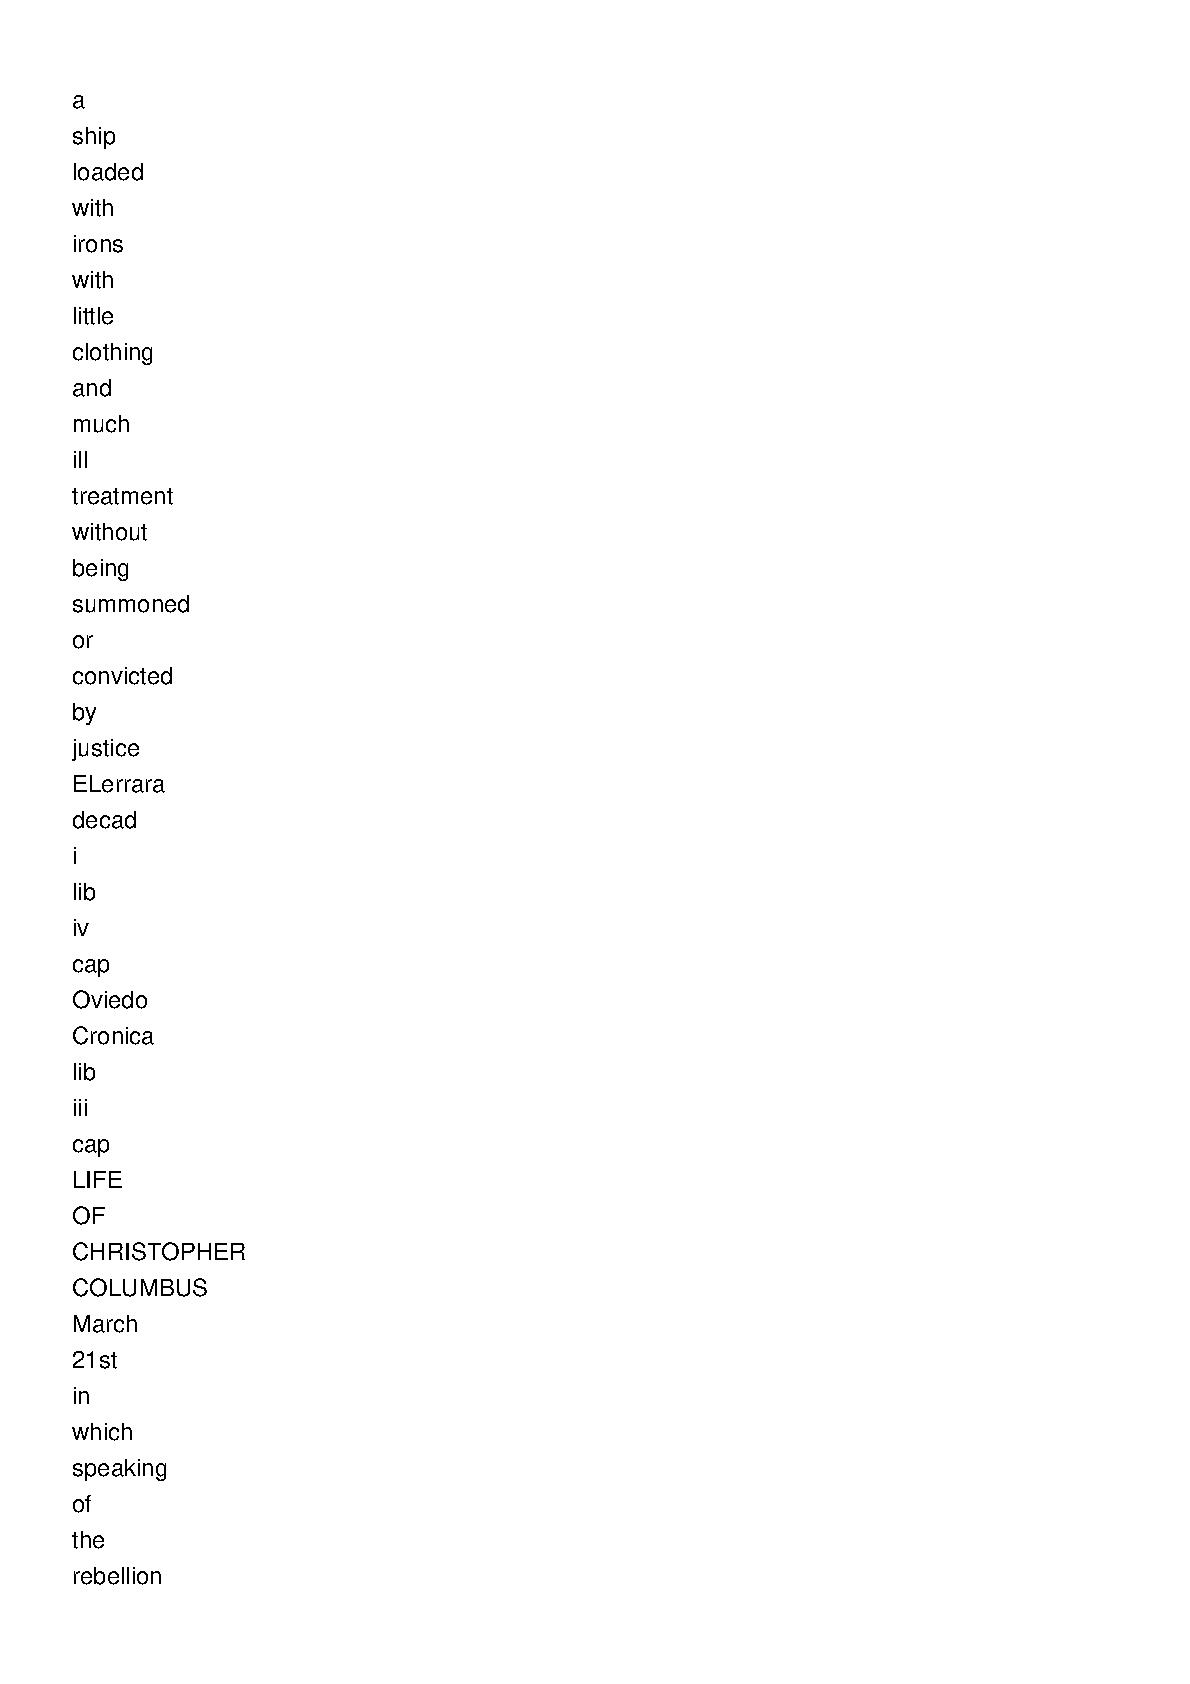 a
ship
loaded
with
irons
with
little
clothing
and
much
ill
treatment
without
being
summoned
or
convicted
by
justice
ELerrara
decad
i
lib
iv
cap
Oviedo
Cronica
lib
iii
cap
LIFE
OF
CHRISTOPHER
COLUMBUS
March
21st
in
which
speaking
of
the
rebellion